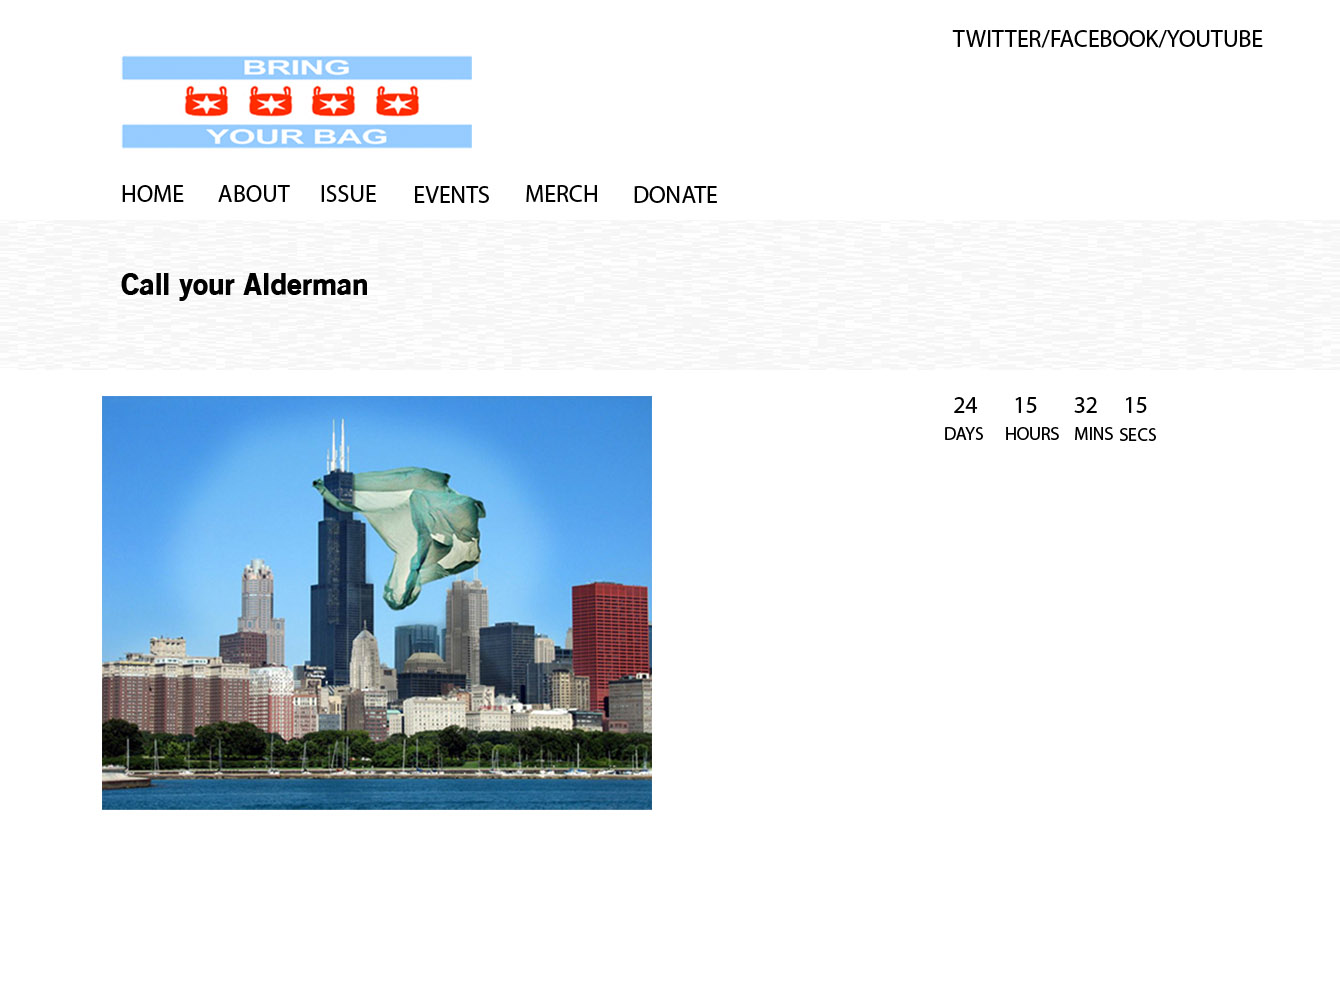 TWITTER/FACEBOOK/YOUTUBE
BRING
YOUR BAG
HOME ABOUT ISSUE EVENTS MERCH DONATE
Call your Alderman
24 15 32 15
DAYS HOURS MINS SECS